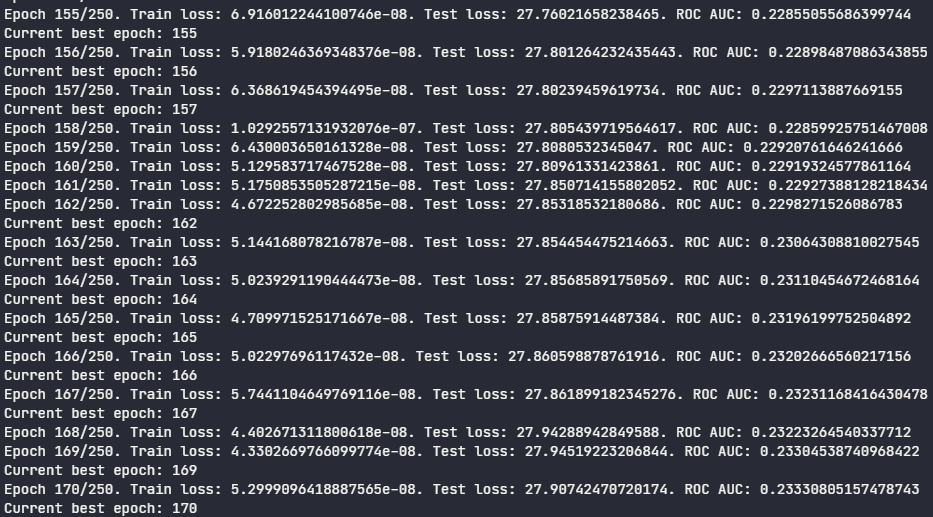 Epoch 155/250. Train loss: 6.916012244100746e-08. Test loss: 27.76021658238465. ROC AUC: 0.22855055686399744
Current best epoch: 155
Epoch 156/250. Train loss: 5.9180246369348376e-08. Test loss: 27.801264232435443. ROC AUC: 0.22898487086343855
Current best epoch: 156
Epoch 157/250. Train loss: 6.368619454394495e-08. Test loss: 27.80239459619734. ROC AUC: 0.2297113887669155
Current best epoch: 157
Epoch 158/250. Train loss: 1.0292557131932076e-07. Test loss: 27.805439719564617. ROC AUC: 0.22859925751467008
Epoch 159/250. Train loss: 6.430003650161328e-08. Test loss: 27.8080532345047. ROC AUC: 0.22920761646241666
Epoch 160/250. Train loss: 5.129583717467528e-08. Test loss: 27.80961331423861. ROC AUC: 0.22919324577861164
Epoch 161/250. Train loss: 5.1750853505287215e-08. Test loss: 27.850714155802052. ROC AUC: 0.22927388128218434
Epoch 162/250. Train loss: 4.672252802985685e-08. Test loss: 27.85318532180686. ROC AUC: 0.2298271526086783
Current best epoch: 162
Epoch 163/250. Train loss: 5.144168078216787e-08. Test loss: 27.854454475214663. ROC AUC: 0.23064308810027545
Current best epoch: 163
Epoch 164/250. Train loss: 5.0239291190444473e-08. Test loss: 27.85685891750569. ROC AUC: 0.23110454672468164
Current best epoch: 164
Epoch 165/250. Train loss: 4.709971525171667e-08. Test loss: 27.85875914487384. ROC AUC: 0.23196199752504892
Current best epoch: 165
Epoch 166/250. Train loss: 5.02297696117432e-08. Test loss: 27.860598878761916. ROC AUC: 0.23202666560217156
Current best epoch: 166
Epoch 167/250. Train loss: 5.7441104649769116e-08. Test loss: 27.861899182345276. ROC AUC: 0.23231168416430478
Current best epoch: 167
Epoch 168/250. Train loss: 4.402671311800618e-08. Test loss: 27.94288942849588. ROC AUC: 0.23223264540337712
Epoch 169/250. Train loss: 4.3302669766099774e-08. Test loss: 27.94519223206844. ROC AUC: 0.23304538740968422
Current best epoch: 169
Epoch 170/250. Train loss: 5.2999096418887565e-08. Test loss: 27.90742470720174. ROC AUC: 0.23330805157478743
Current best epoch: 170